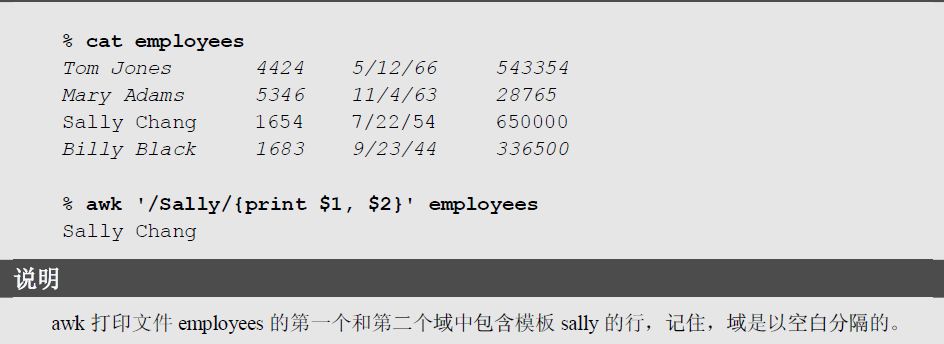 % cat employees
Tom Jones 4424 5/12/66 543354
Mary Adams 5346 11/4/63 28765
Sally Chang 1654 7/22/54 650000
Billy Black 1683 9/23/44 336500
% awk '/Sally/{print $1, $2}' employees
Sally Chang
说明
awk 打印文件 employees 的第一个和第二个域中包含模板 sally 的行，记住，域是以空白分隔的。